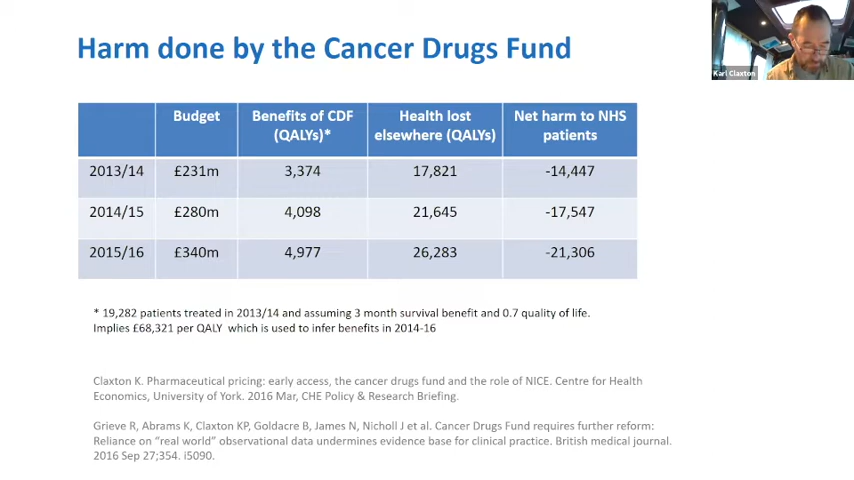 Harm done by the Cancer Drugs Fund
Karl Claxton
Budget
Benefits of CDF
(QALYs)*
Health lost
elsewhere (QALYs)
Net harm to NHS
patients
2013/14 £231m 3,374 17,821 -14,447
2014/15 £280m 4,098 21,645 -17,547
2015/16 £340m 4,977 26,283 -21,306
* 19,282 patients treated in 2013/14 and assuming 3 month survival benefit and 0.7 quality of life.
Implies £68,321 per QALY which is used to infer benefits in 2014-16
Claxton K. Pharmaceutical pricing: early access, the cancer drugs fund and the role of NICE. Centre for Health
Economics, University of York. 2016 Mar, CHE Policy & Research Briefing.
Grieve R, Abrams K, Claxton KP, Goldacre B, James N, Nicholl J et al. Cancer Drugs Fund requires further reform:
Reliance on “real world” observational data undermines evidence base for clinical practice. British medical journal.
2016 Sep 27;354. i5090.